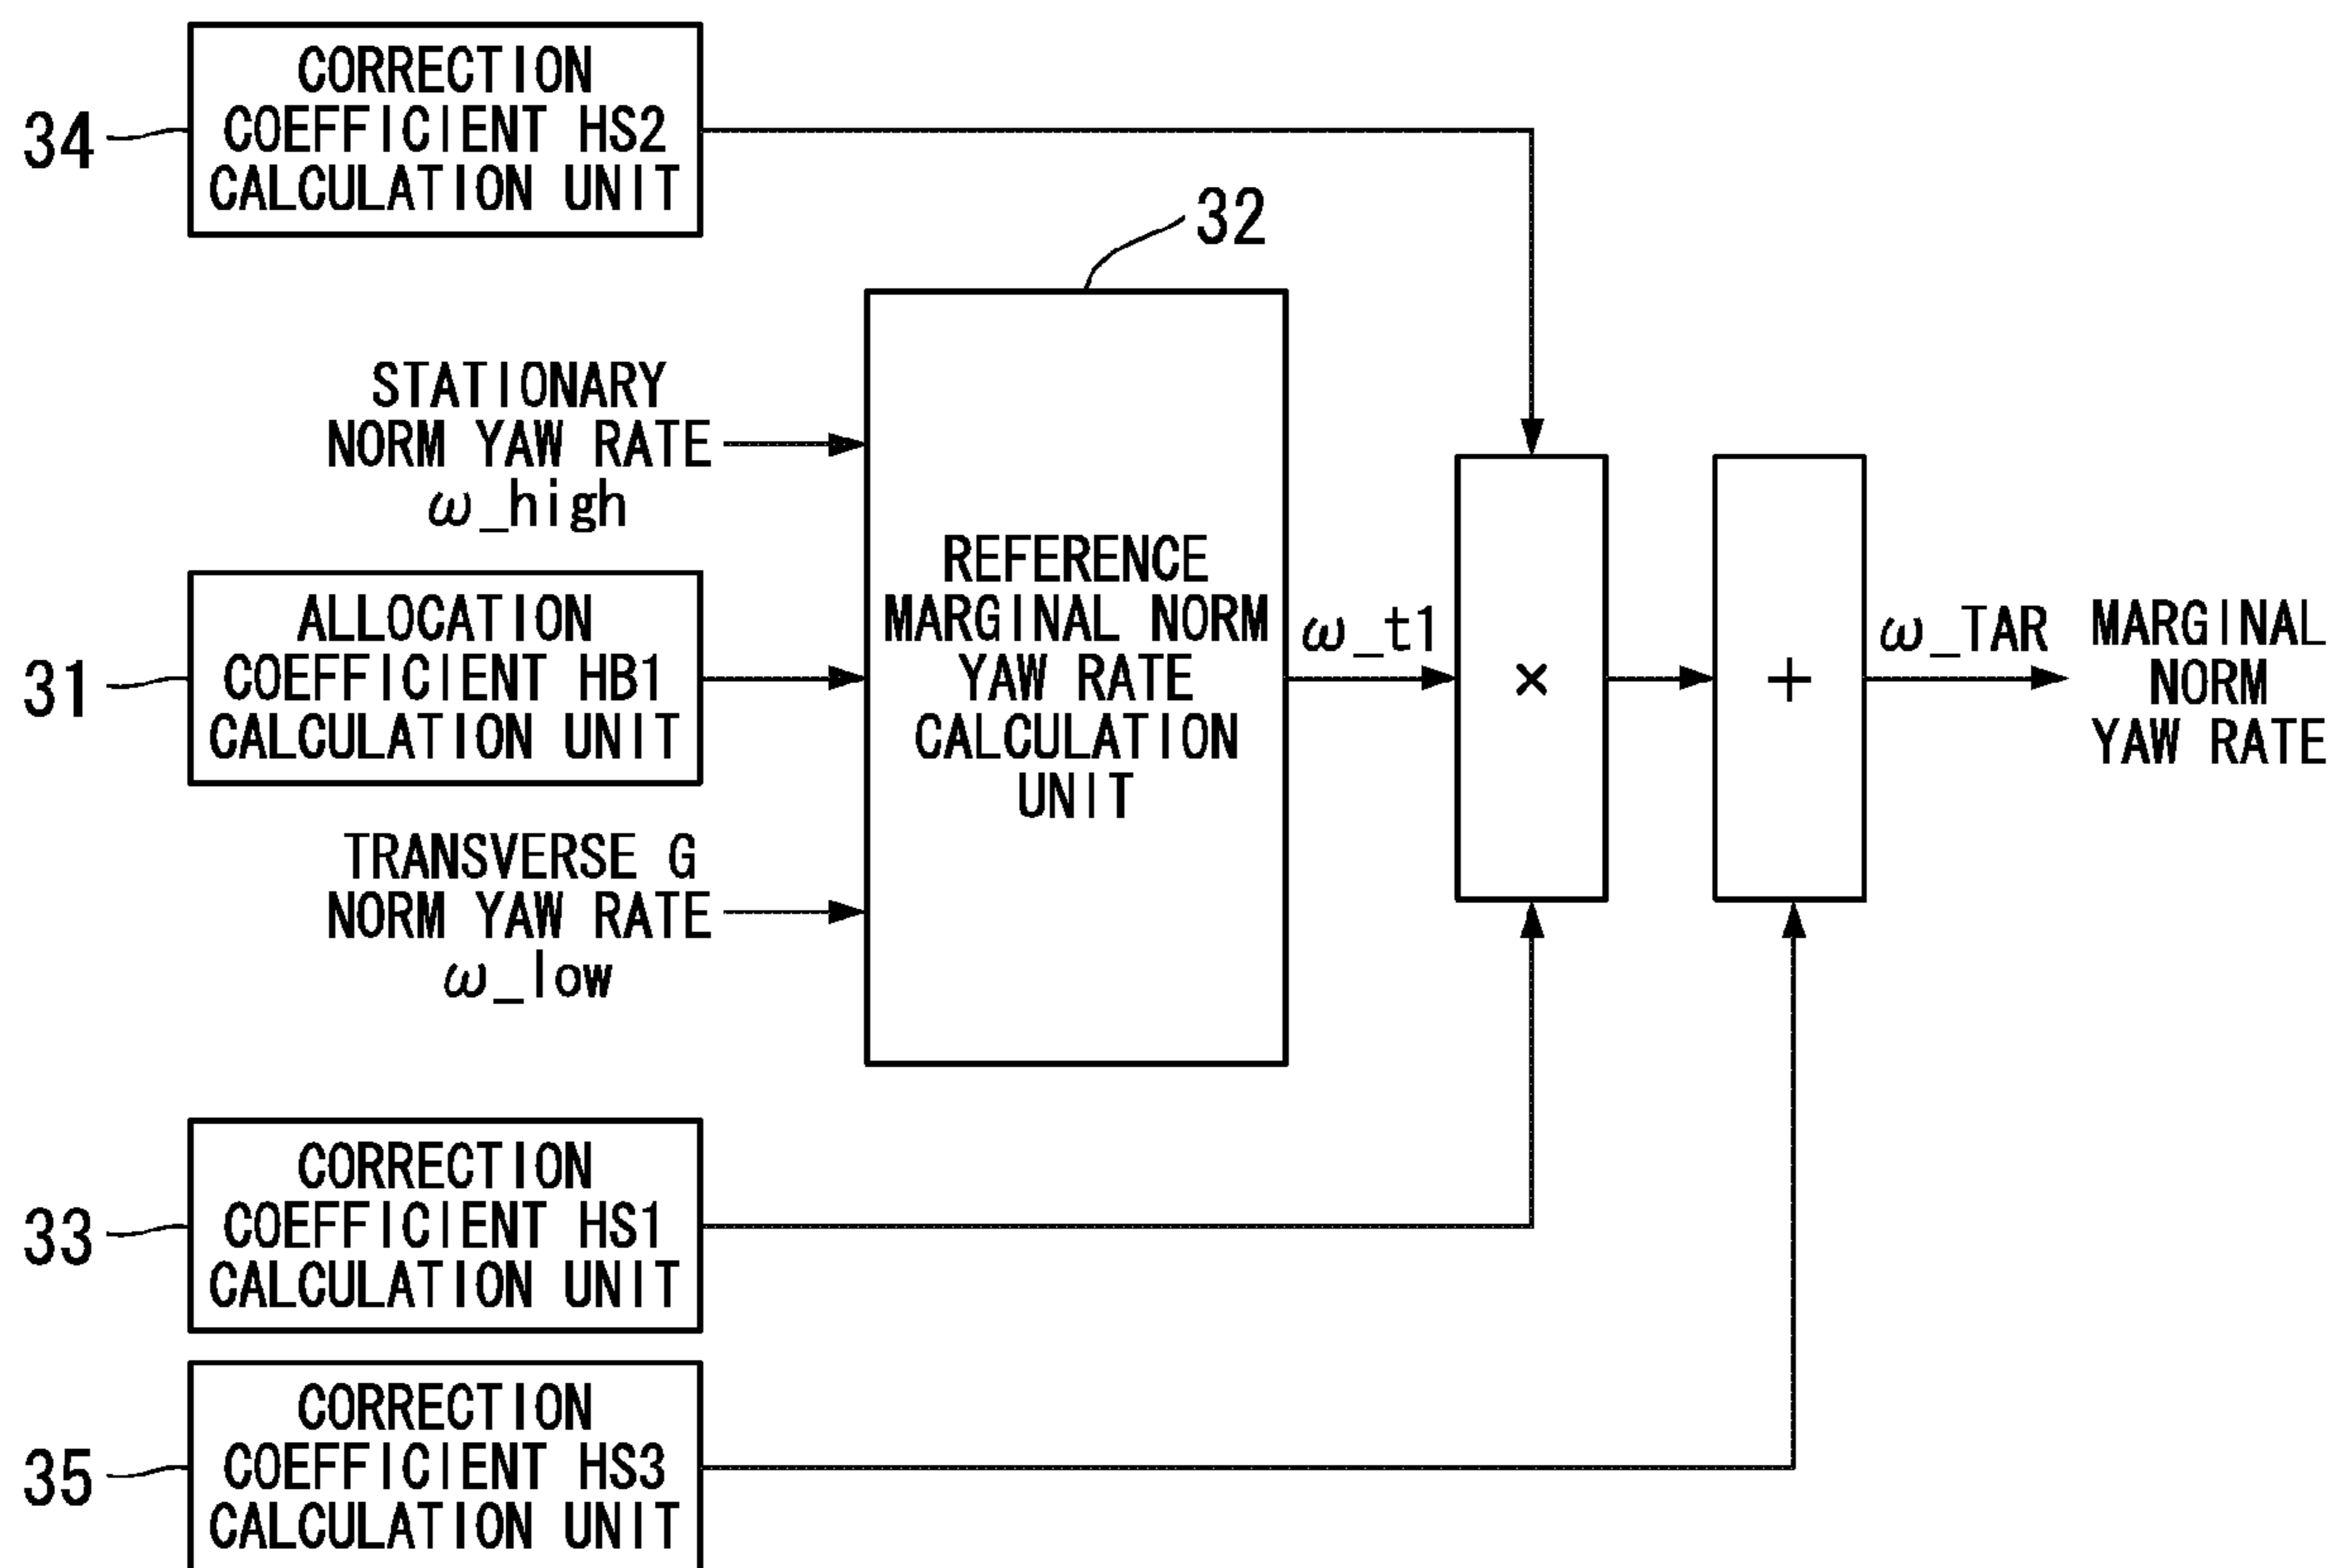 CORRECTION
COEFFICIENT HS2
CALCULATION UNIT
34
32
STATIONARY
NORM YAW RATE
ω_high
ALLOCATION
COEFFICIENT HB1
CALCULATION UNIT
31
TRANSVERSE G
NORM YAW RATE
ω_low
REFERENCE
MARGINAL NORM
YAW RATE
CALCULATION
UNIT
ω_t1
×
+
ω_TAR
MARGINAL
NORM
YAW RATE
CORRECTION
COEFFICIENT HS1
CALCULATION UNIT
33
CORRECTION
COEFFICIENT HS3
CALCULATION UNIT
35